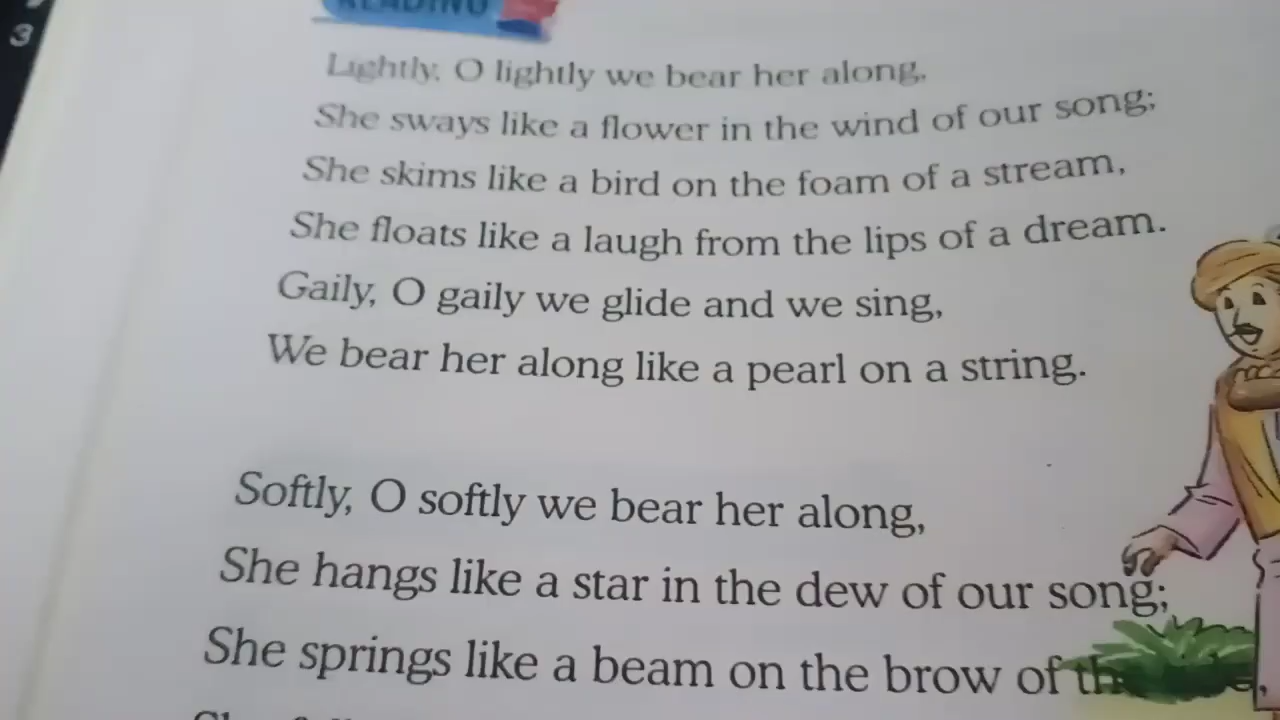 READING
Lightly, O lightly we bear her along,
She sways like a flower in the wind of our song;
She skims like a bird on the foam of a stream,
She floats like a laugh from the lips of a dream.
Gaily, O gaily we glide and we sing,
We bear her along like a pearl on a string.
Softly, O softly we bear her along,
She hangs like a star in the dew of our song;
She springs like a beam on the brow of the
3